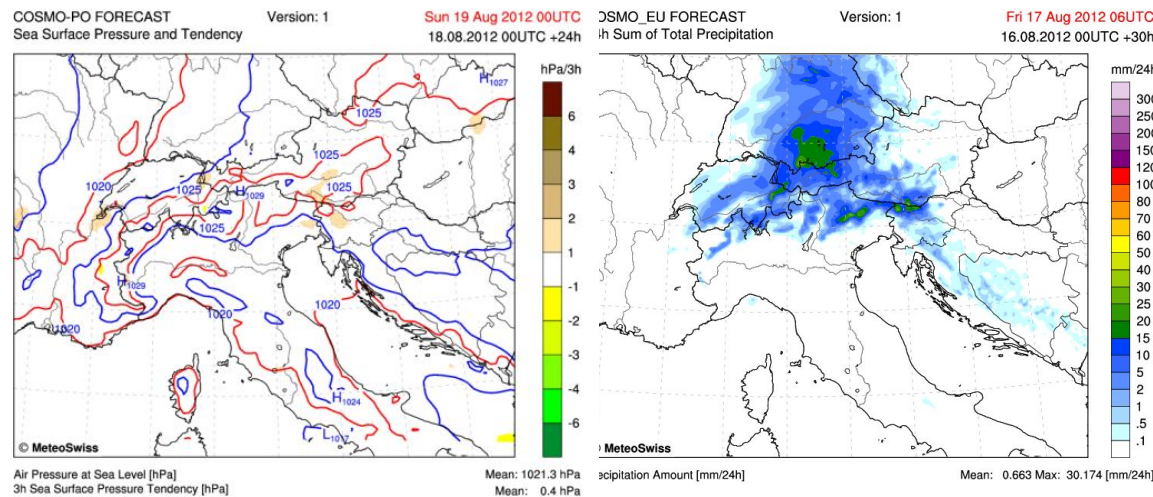 COSMO-PO FORECAST Version: 1 Sun 19 Aug 2012 00UTC
Sea Surface Pressure and Tendency 18.08.2012 00UTC +24h
hPa/3h
6
4
3
2
1
-1
-2
-3
-4
-6
H1027
1025
1025
1020
1025
H1029
1025
1025
H1029
1020
1020
1020
H1024
L1017
© MeteoSwiss
Air Pressure at Sea Level [hPa] Mean: 1021.3 hPa
3h Sea Surface Pressure Tendency [hPa] Mean: 0.4 hPa
OSMO_EU FORECAST Version: 1 Fri 17 Aug 2012 06UTC
4h Sum of Total Precipitation 16.08.2012 00UTC +30h
mm/24h
300
250
200
150
120
100
80
70
60
50
40
30
25
20
15
10
5
2
1
.5
.1
MeteoSwiss
ecipitation Amount [mm/24h] Mean: 0.663 Max: 30.174 [mm/24h